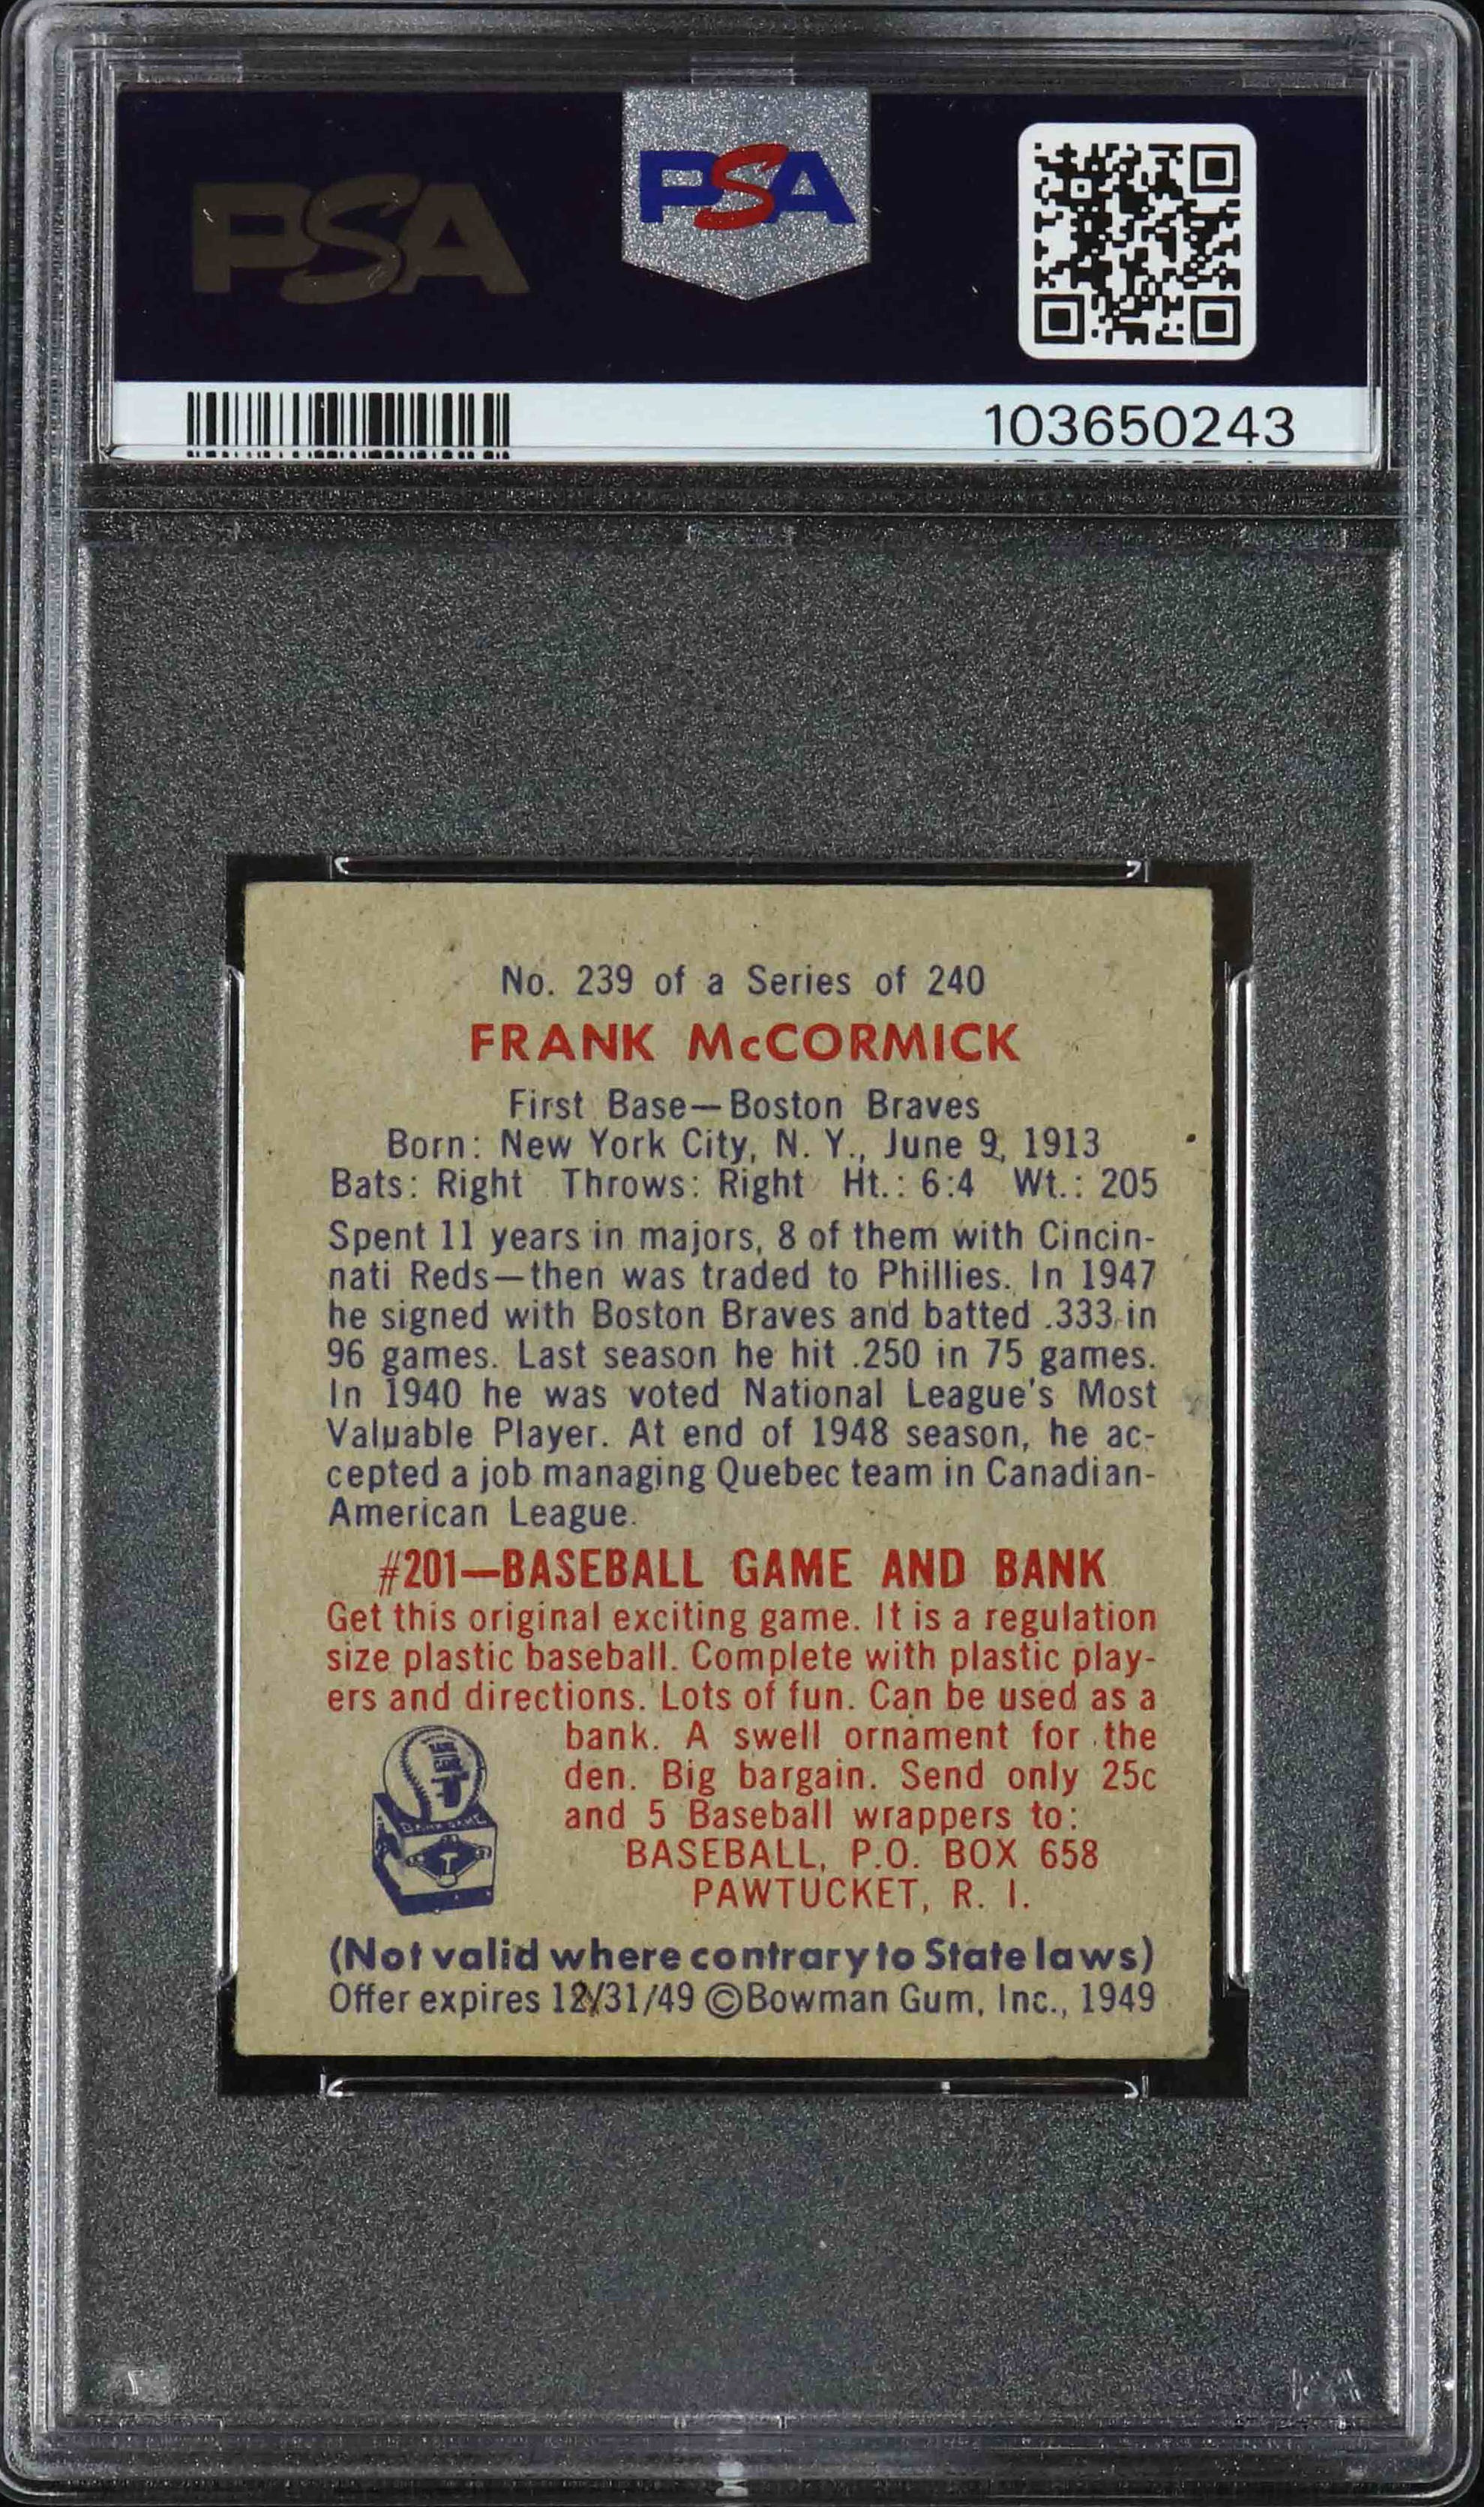 PSA
PSA
103650243
No. 239 of a Series of 240
FRANK McCORMICK
First Base—Boston Braves
Born: New York City, N. Y., June 9, 1913
Bats: Right Throws: Right Ht.: 6:4 Wt.: 205
Spent 11 years in majors, 8 of them with Cincin-
nati Reds—then was traded to Phillies. In 1947
he signed with Boston Braves and batted .333 in
96 games. Last season he hit .250 in 75 games.
In 1940 he was voted National League's Most
Valuable Player. At end of 1948 season, he ac-
cepted a job managing Quebec team in Canadian-
American League.
#201—BASEBALL GAME AND BANK
Get this original exciting game. It is a regulation
size plastic baseball. Complete with plastic play-
ers and directions. Lots of fun. Can be used as a
bank. A swell ornament for the
den. Big bargain. Send only 25c
and 5 Baseball wrappers to:
BASEBALL, P.O. BOX 658
PAWTUCKET, R. I.
(Not valid where contrary to State laws)
Offer expires 12/31/49 ©Bowman Gum, Inc., 1949